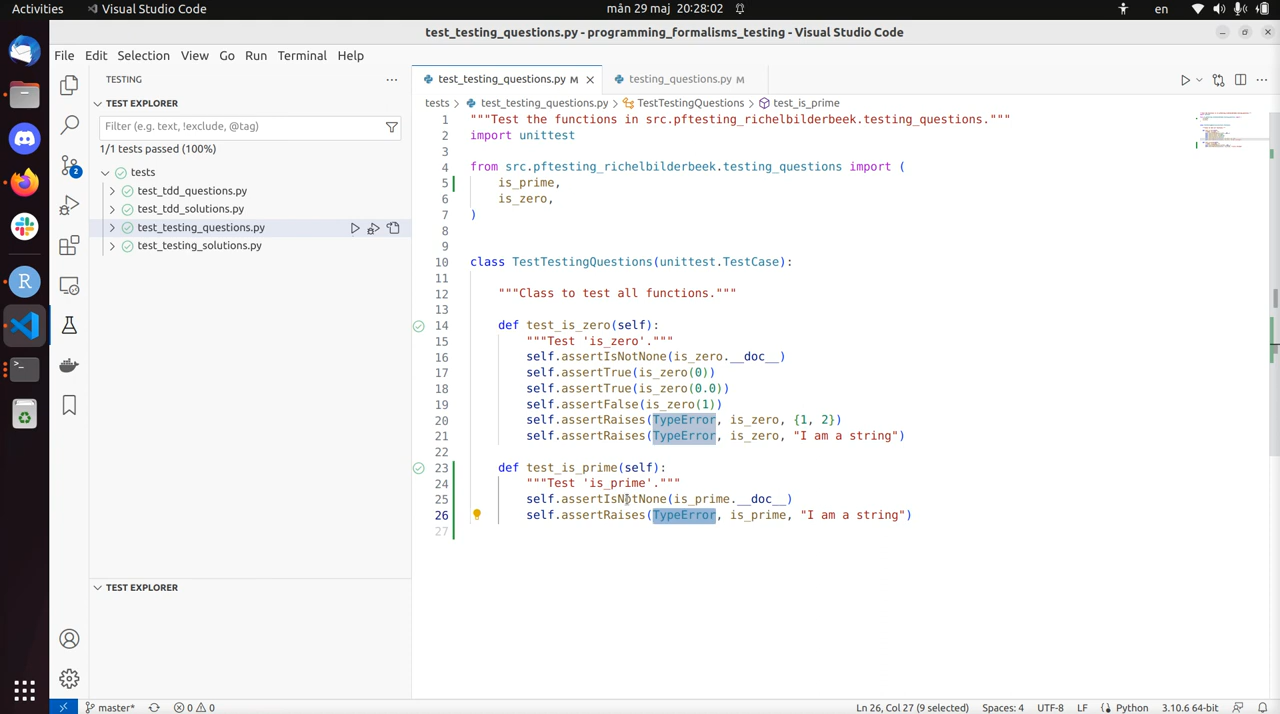 Activities
Visual Studio Code
mån 29 maj 20:28:02
en
test_testing_questions.py - programming_formalisms_testing - Visual Studio Code
File Edit Selection View Go Run Terminal Help
TESTING
TEST EXPLORER
Filter (e.g. text, !exclude, @tag)
1/1 tests passed (100%)
tests
test_tdd_questions.py
test_tdd_solutions.py
test_testing_questions.py
test_testing_solutions.py
TEST EXPLORER
test_testing_questions.py M
testing_questions.py M
tests > test_testing_questions.py > TestTestingQuestions > test_is_prime
1 """Test the functions in src.pftesting_richelbilderbeek.testing_questions."""
2 import unittest
3
4 from src.pftesting_richelbilderbeek.testing_questions import (
5     is_prime,
6     is_zero,
7 )
8
9
10 class TestTestingQuestions(unittest.TestCase):
11
12     """Class to test all functions."""
13
14     def test_is_zero(self):
15         """Test 'is_zero'."""
16         self.assertIsNotNone(is_zero.__doc__)
17         self.assertTrue(is_zero(0))
18         self.assertTrue(is_zero(0.0))
19         self.assertFalse(is_zero(1))
20         self.assertRaises(TypeError, is_zero, {1, 2})
21         self.assertRaises(TypeError, is_zero, "I am a string")
22
23     def test_is_prime(self):
24         """Test 'is_prime'."""
25         self.assertIsNotNone(is_prime.__doc__)
26         self.assertRaises(TypeError, is_prime, "I am a string")
27
2
master*
0 0
Ln 26, Col 27 (9 selected)
Spaces: 4
UTF-8
LF
Python
3.10.6 64-bit